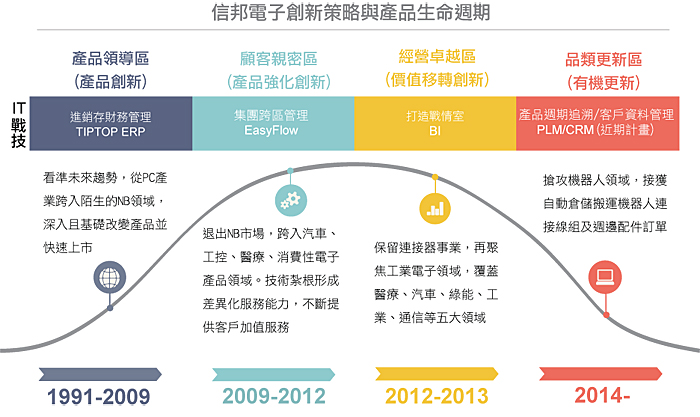 信邦電子創新策略與產品生命週期
產品領導區
(產品創新)
顧客親密區
(產品強化創新)
經營卓越區
(價值移轉創新)
品類更新區
(有機更新)
IT戰技
進銷存財務管理
TIPTOP ERP
集團跨區管理
EasyFlow
打造戰情室
BI
產品週期追溯/客戶資料管理
PLM/CRM(近期計畫)
看準未來趨勢，從PC產
業跨入陌生的NB領域，
深入且基礎改變產品並
快速上市
退出NB市場，跨入汽車、
工控、醫療、消費性電子
產品領域。技術紮根形成
差異化服務能力，不斷提
供客戶加值服務
保留連接器事業，再聚
焦工業電子領域，覆蓋
醫療、汽車、綠能、工
業、通信等五大領域
搶攻機器人領域，接獲
自動倉儲搬運機器人連
接線組及週邊配件訂單
1991-2009
2009-2012
2012-2013
2014-